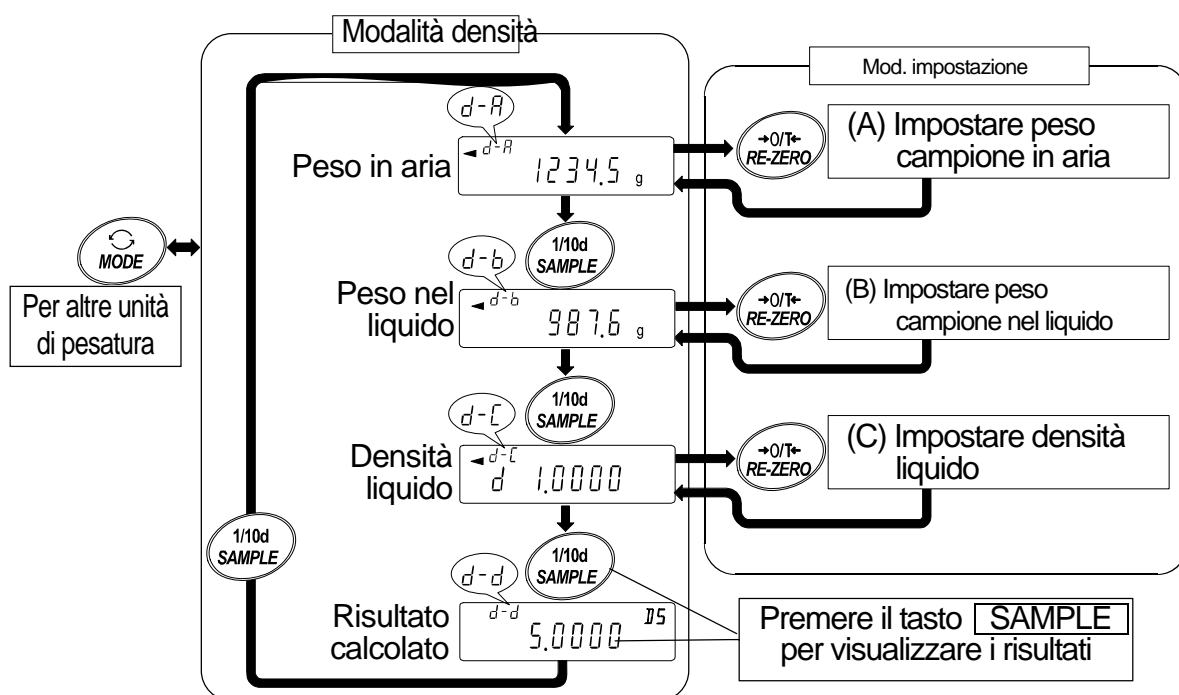 Modalità densità
Mod. impostazione
d-A
d-A
Peso in aria
1234.5 g
→0/T←
RE-ZERO
(A) Impostare peso
campione in aria
MODE
Per altre unità
di pesatura
1/10d
SAMPLE
d-b
d-b
Peso nel
liquido
987.6 g
→0/T←
RE-ZERO
(B) Impostare peso
campione nel liquido
1/10d
SAMPLE
d-C
d-C
Densità
liquido
d 1.0000
→0/T←
RE-ZERO
(C) Impostare densità
liquido
1/10d
SAMPLE
1/10d
SAMPLE
d-d
d-d
Risultato
calcolato
5.0000
DS
Premere il tasto SAMPLE
per visualizzare i risultati